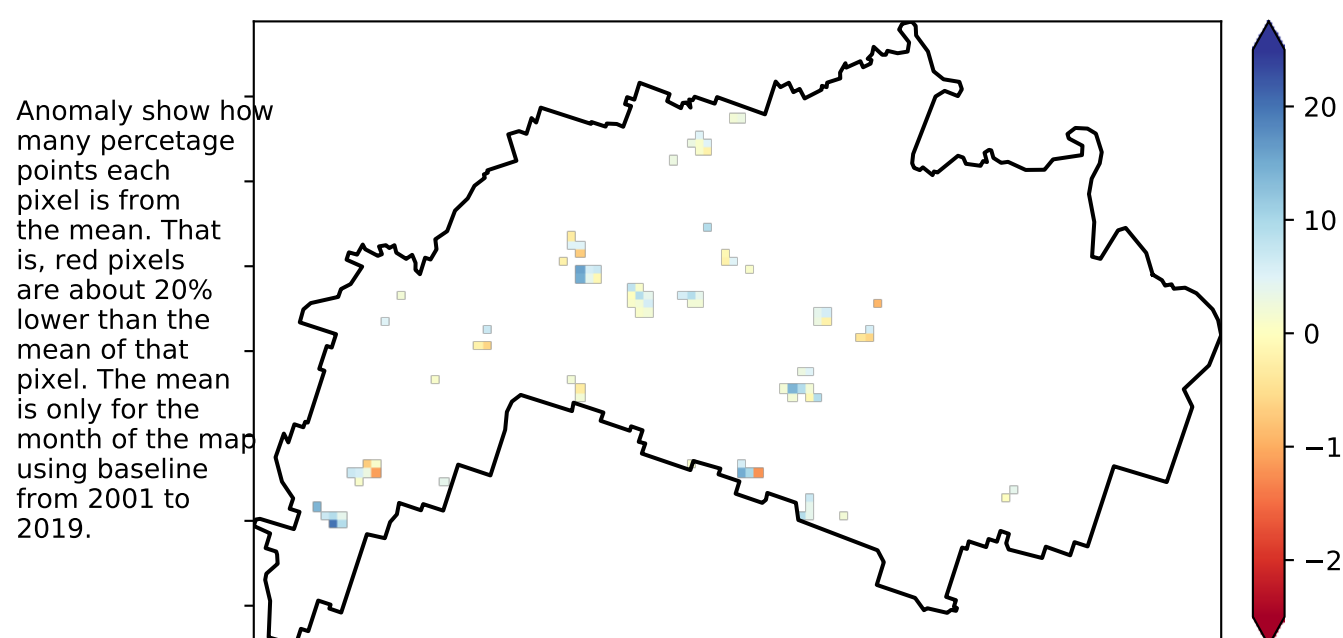 Anomaly show how
many percetage
points each
pixel is from
the mean. That
is, red pixels
are about 20%
lower than the
mean of that
pixel. The mean
is only for the
month of the map
using baseline
from 2001 to
2019.
20
10
0
−1
−2